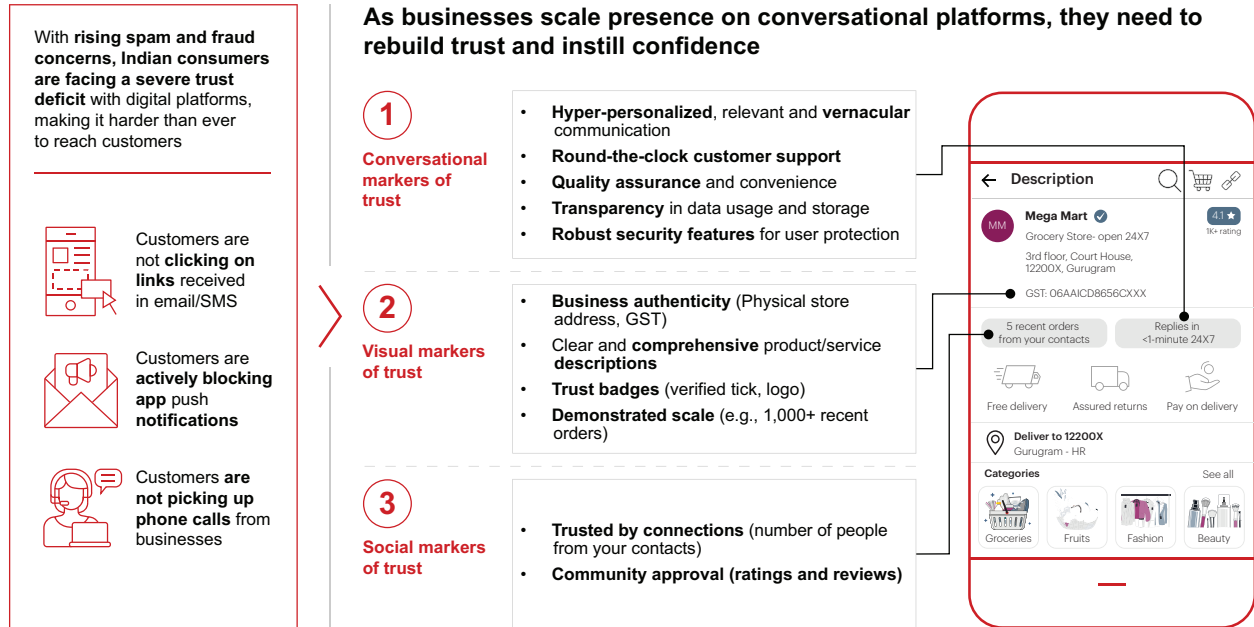 With rising spam and fraud
concerns, Indian consumers
are facing a severe trust
deficit with digital platforms,
making it harder than ever
to reach customers
Customers are
not clicking on
links received
in email/SMS
Customers are
actively blocking
app push
notifications
Customers are
not picking up
phone calls from
businesses
As businesses scale presence on conversational platforms, they need to
rebuild trust and instill confidence
1
Conversational
markers of
trust
• Hyper-personalized, relevant and vernacular
communication
• Round-the-clock customer support
• Quality assurance and convenience
• Transparency in data usage and storage
• Robust security features for user protection
2
Visual markers
of trust
• Business authenticity (Physical store
address, GST)
• Clear and comprehensive product/service
descriptions
• Trust badges (verified tick, logo)
• Demonstrated scale (e.g., 1,000+ recent
orders)
3
Social markers
of trust
• Trusted by connections (number of people
from your contacts)
• Community approval (ratings and reviews)
Description
MM
Mega Mart
4.1 ★
1K+ rating
Grocery Store- open 24X7
3rd floor, Court House,
12200X, Gurugram
GST: 06AAICD8656CXXX
5 recent orders
from your contacts
Replies in
<1-minute 24X7
Free delivery
Assured returns
Pay on delivery
Deliver to 12200X
Gurugram - HR
Categories
See all
Groceries
Fruits
Fashion
Beauty